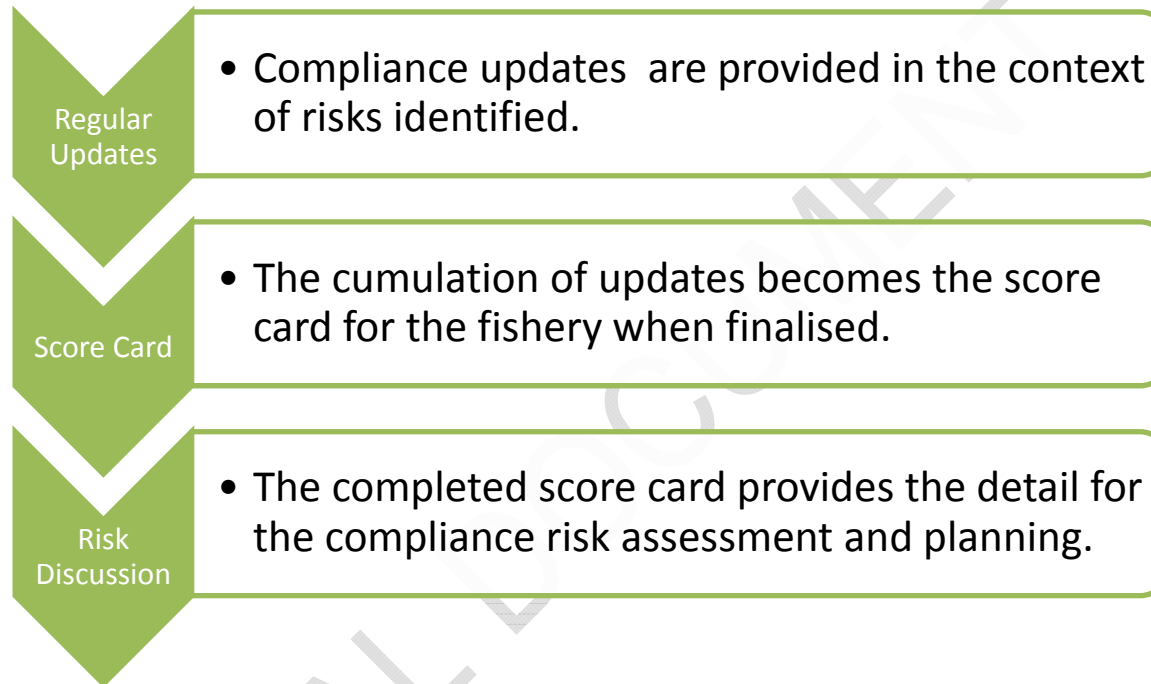 Regular
Updates
• Compliance updates  are provided in the context
of risks identified.
Score Card
• The cumulation of updates becomes the score
card for the fishery when finalised.
Risk
Discussion
• The completed score card provides the detail for
the compliance risk assessment and planning.
AL DOCUMENT